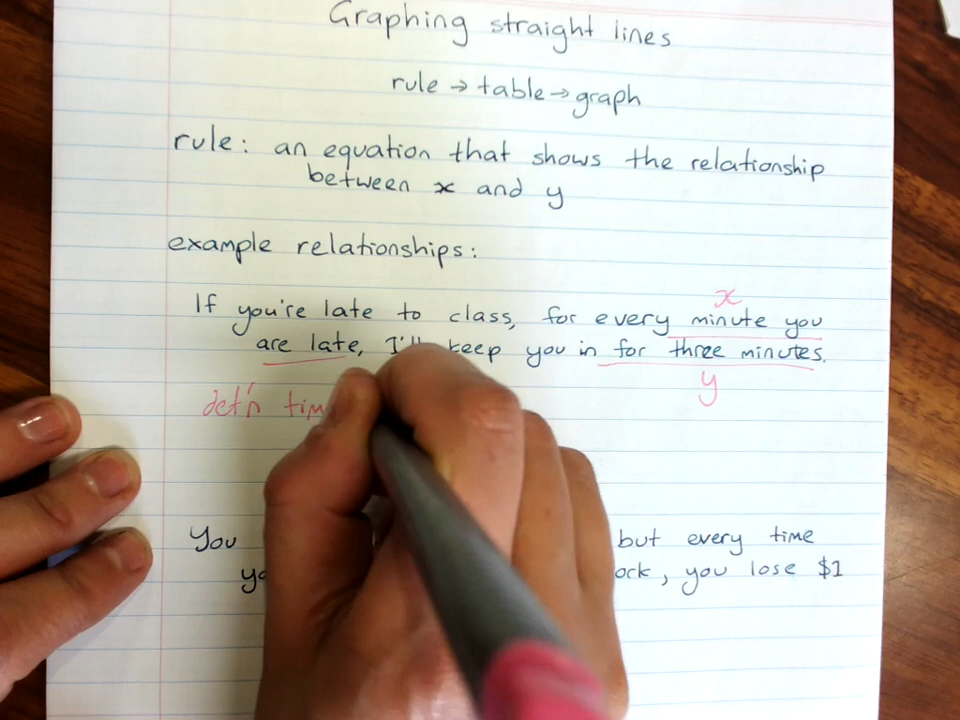 Graphing straight lines
rule → table → graph
rule: an equation that shows the relationship
between x and y
example relationships:
x
If you're late to class, for every minute you
are late, I'll keep you in for three minutes.
y
det'n
You but every time
you lose $1